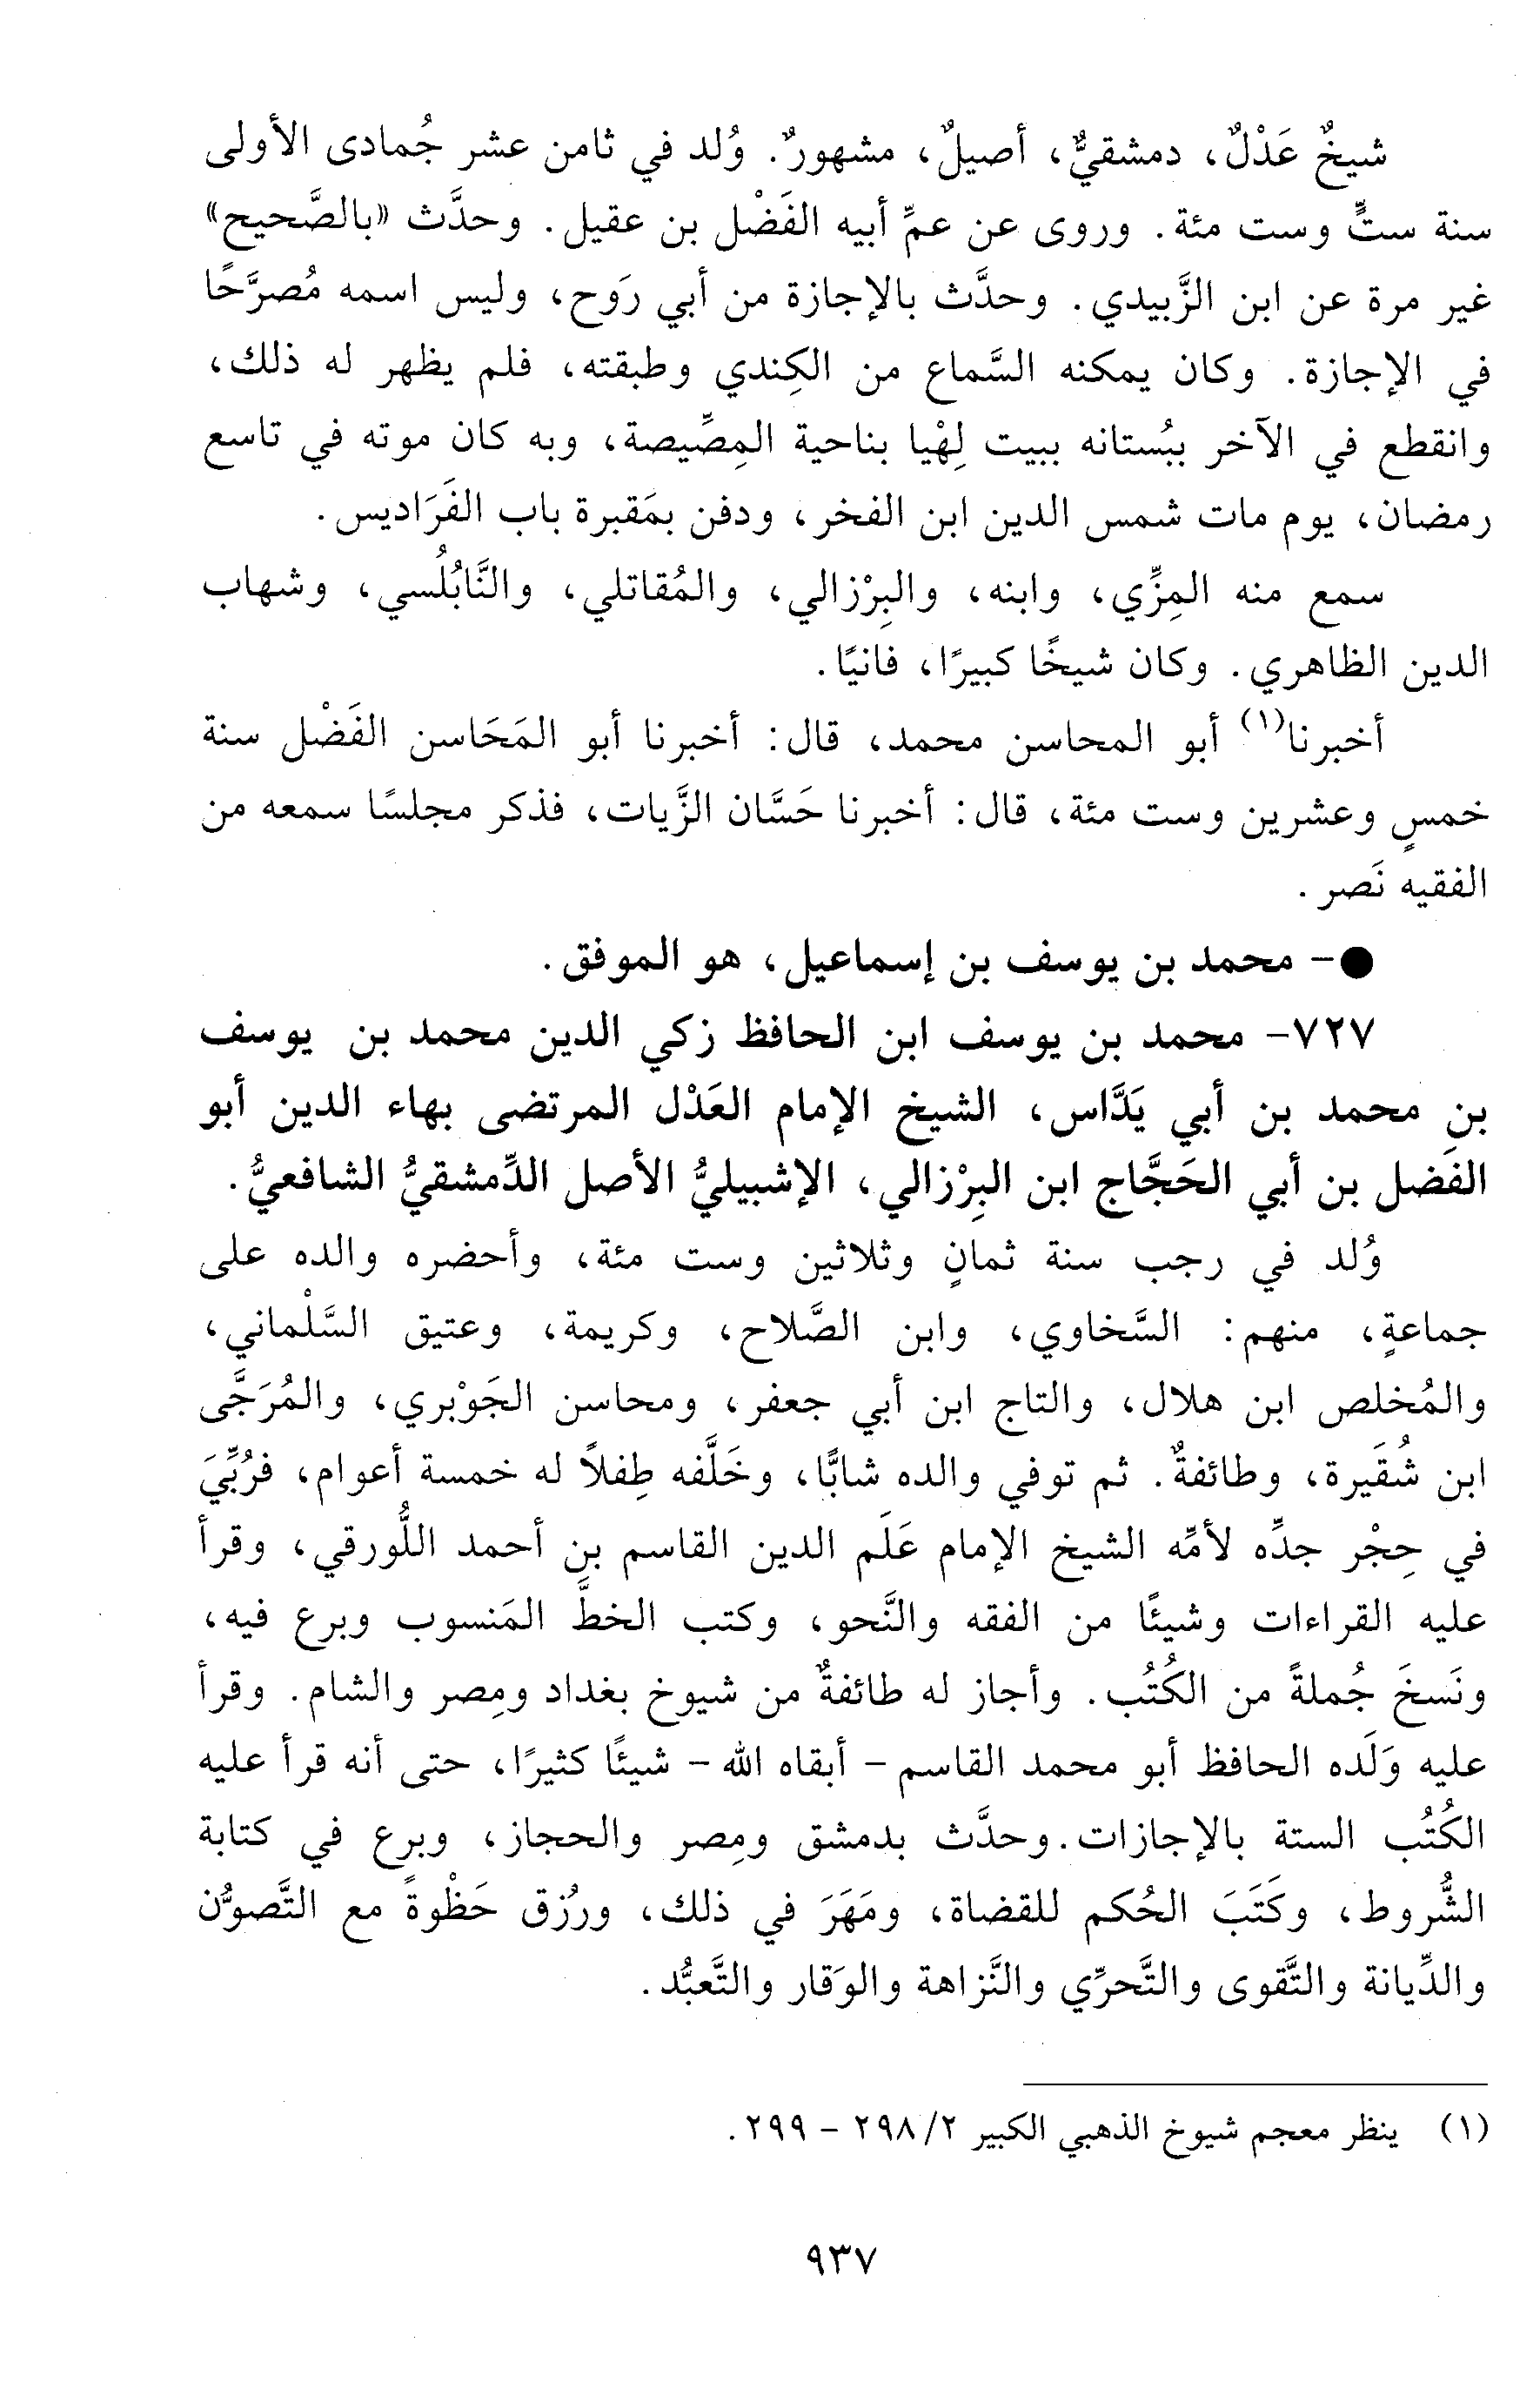 شيخٌ عَدْلٌ، دمشقيٌّ، أصيلٌ، مشهورٌ. وُلد في ثامن عشر جُمادى الأولى
سنة ستٍّ وست مئة. وروى عن عمِّ أبيه الفَضْل بن عقيل. وحدَّث «بالصَّحيح»
غير مرة عن ابن الزَّبيدي. وحدَّث بالإجازة من أبي رَوح، وليس اسمه مُصرَّحًا
في الإجازة. وكان يمكنه السَّماع من الكِندي وطبقته، فلم يظهر له ذلك،
وانقطع في الآخر ببُستانه ببيت لِهْيا بناحية المِصِّيصة، وبه كان موته في تاسع
رمضان، يوم مات شمس الدين ابن الفخر، ودفن بمَقبرة باب الفَرَاديس.
سمع منه المِزِّي، وابنه، والبِرْزالي، والمُقاتلي، والنَّابُلُسي، وشهاب
الدين الظاهري. وكان شيخًا كبيرًا، فانيًا.
أخبرنا(١) أبو المحاسن محمد، قال: أخبرنا أبو المَحَاسن الفَضْل سنة
خمسٍ وعشرين وست مئة، قال: أخبرنا حَسَّان الزَّيات، فذكر مجلسًا سمعه من
الفقيه نَصر.
●- محمد بن يوسف بن إسماعيل، هو الموفق.
٧٢٧- محمد بن يوسف ابن الحافظ زكي الدين محمد بن يوسف
بنِ محمد بن أبي يَدَّاس، الشيخ الإمام العَدْل المرتضى بهاء الدين أبو
الفَضل بن أبي الحَجَّاج ابن البِرْزالي، الإشبيليُّ الأصل الدِّمشقيُّ الشافعيُّ.
وُلد في رجب سنة ثمانٍ وثلاثين وست مئة، وأحضره والده على
جماعةٍ، منهم: السَّخاوي، وابن الصَّلاح، وكريمة، وعتيق السَّلْماني،
والمُخلص ابن هلال، والتاج ابن أبي جعفر، ومحاسن الجَوْبري، والمُرَجَّى
ابن شُقَيرة، وطائفةٌ. ثم توفي والده شابًّا، وخَلَّفه طِفلاً له خمسة أعوام، فرُبِّيَ
في حِجْر جدِّه لأمِّه الشيخ الإمام عَلَم الدين القاسم بن أحمد اللُّورقي، وقرأ
عليه القراءات وشيئًا من الفقه والنَّحو، وكتب الخطَّ المَنسوب وبرع فيه،
ونَسخَ جُملةً من الكُتُب. وأجاز له طائفةٌ من شيوخ بغداد ومِصر والشام. وقرأ
عليه وَلَده الحافظ أبو محمد القاسم - أبقاه الله - شيئًا كثيرًا، حتى أنه قرأ عليه
الكُتُب الستة بالإجازات. وحدَّث بدمشق ومِصر والحجاز، وبرع في كتابة
الشُّروط، وكَتَبَ الحُكم للقضاة، ومَهَرَ في ذلك، ورُزق حَظْوةً مع التَّصوُّن
والدِّيانة والتَّقوى والتَّحرِّي والنَّزاهة والوَقار والتَّعبُّد.
(١) ينظر معجم شيوخ الذهبي الكبير ٢/ ٢٩٨ - ٢٩٩.
٩٣٧